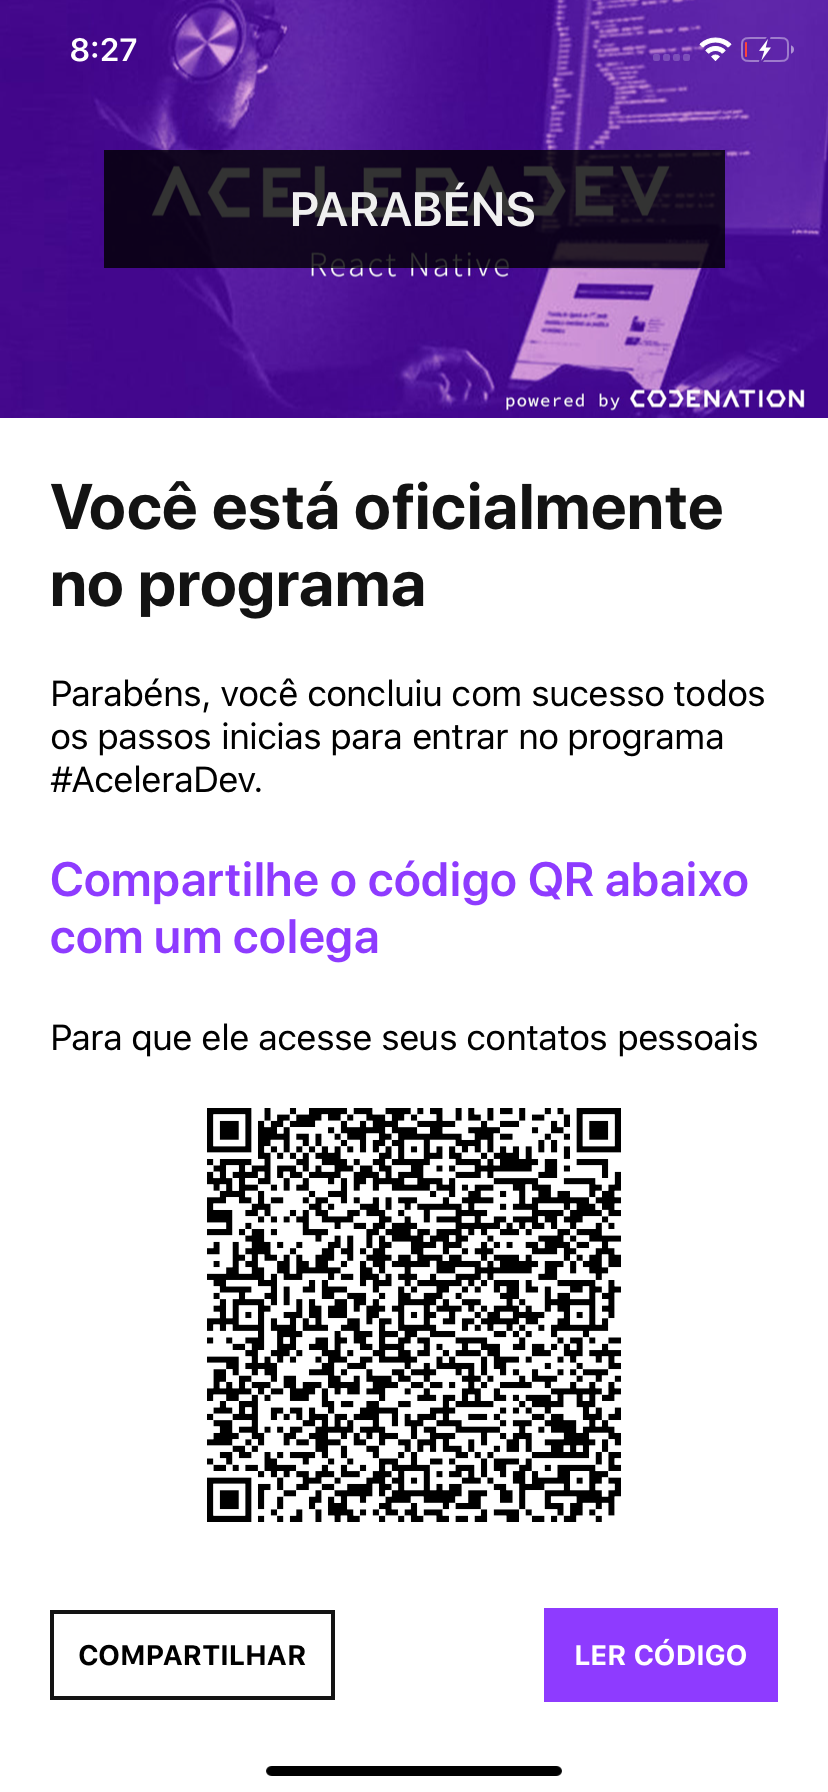 8:27
ACELERADEV
PARABÉNS
React Native
powered by CODENATION
Você está oficialmente
no programa
Parabéns, você concluiu com sucesso todos
os passos inicias para entrar no programa
#AceleraDev.
Compartilhe o código QR abaixo
com um colega
Para que ele acesse seus contatos pessoais
COMPARTILHAR
LER CÓDIGO